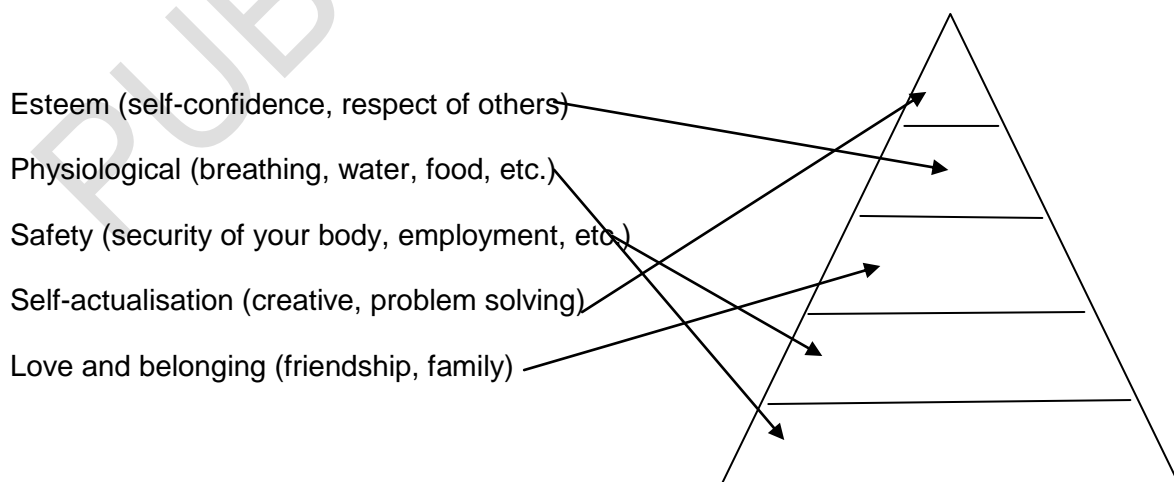 PUB
Esteem (self-confidence, respect of others)
Physiological (breathing, water, food, etc.)
Safety (security of your body, employment, etc.)
Self-actualisation (creative, problem solving)
Love and belonging (friendship, family)